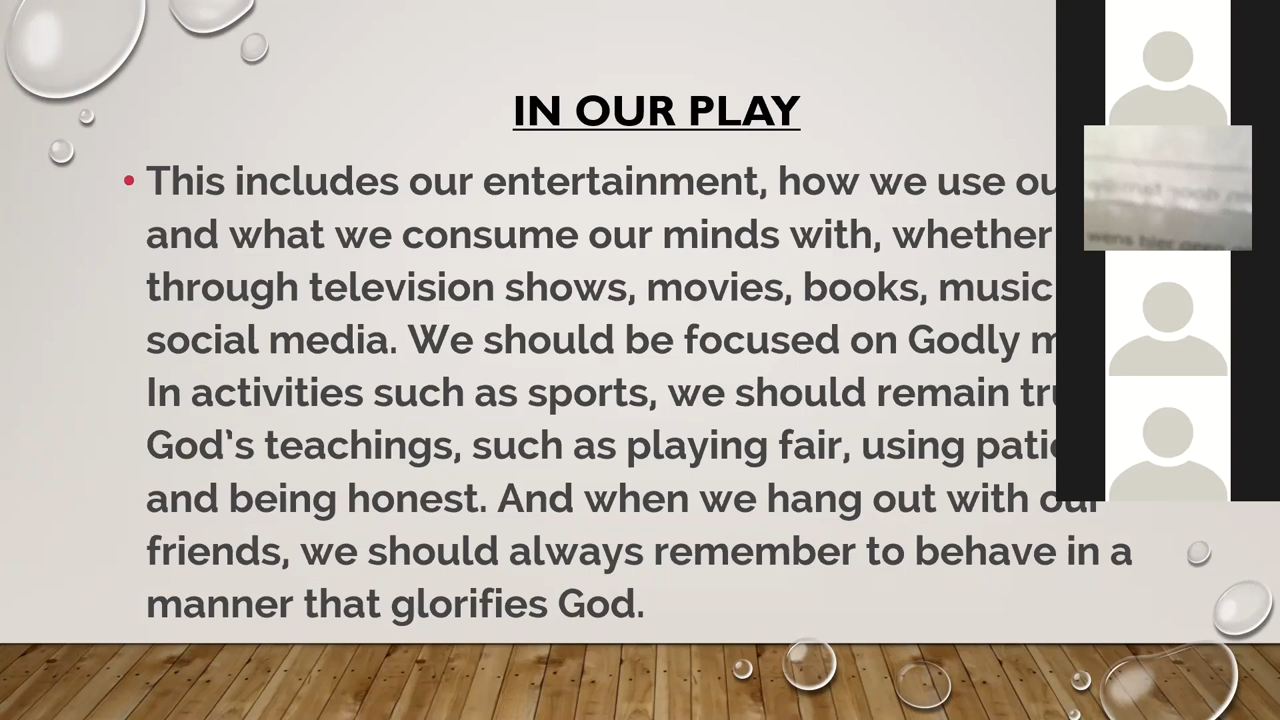 IN OUR PLAY
• This includes our entertainment, how we use
and what we consume our minds with, whether
through television shows, movies, books, music
social media. We should be focused on Godly
In activities such as sports, we should remain
God’s teachings, such as playing fair, using
and being honest. And when we hang out with our
friends, we should always remember to behave in a
manner that glorifies God.